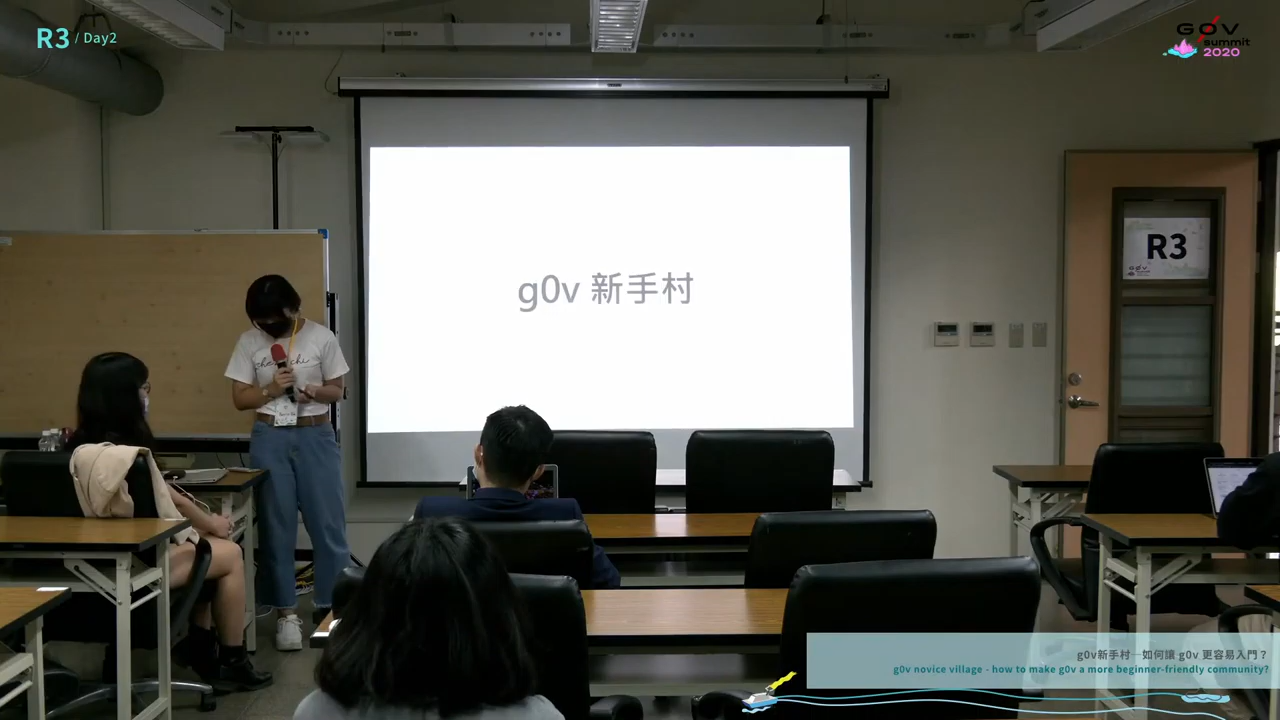 R3 / Day2
G0V
summit
2020
g0v 新手村
R3
g0v新手村—如何讓 g0v 更容易入門？
g0v novice village - how to make g0v a more beginner-friendly community?